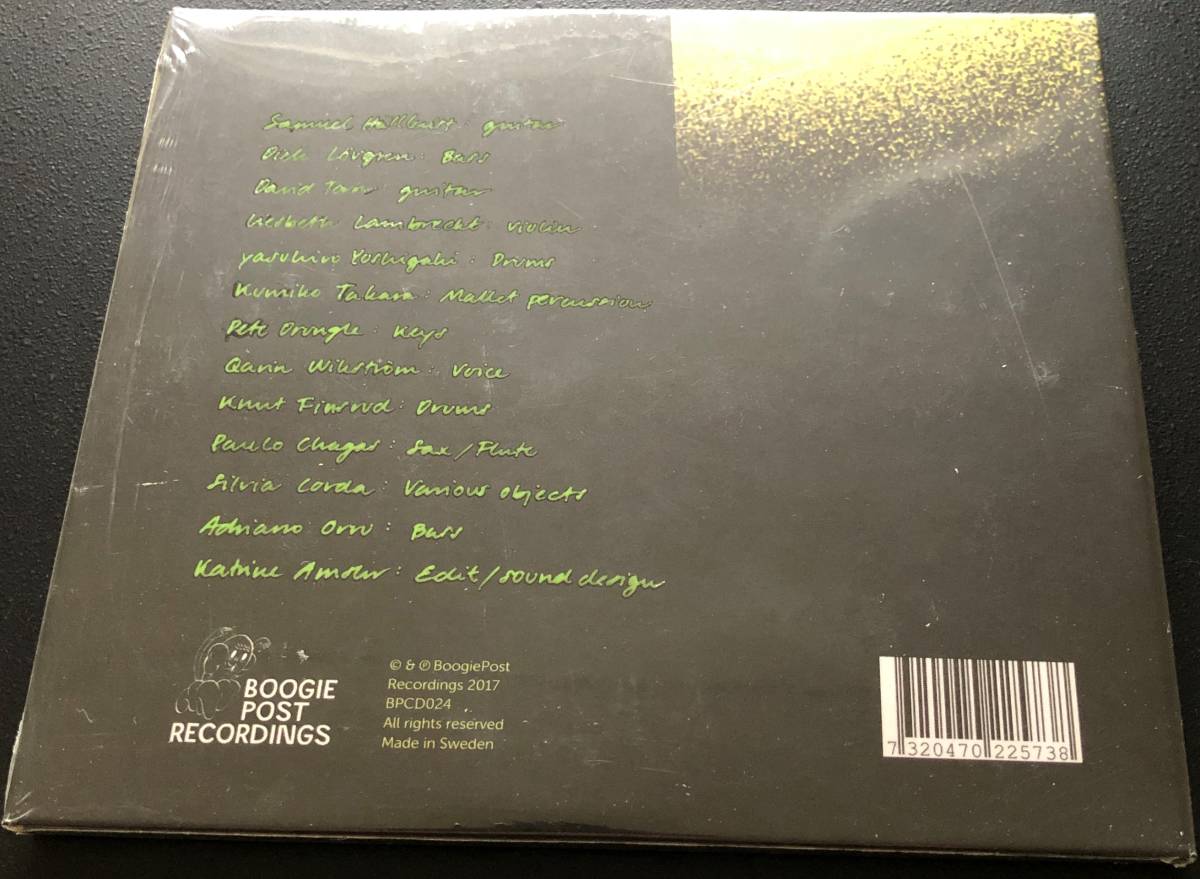 Samuel Hällkvist: guitar
Dick Lövgren: Bass
David Torn guitar
Liesbeth Lambrecht: violin
Yasuhiro Yoshigaki: Drums
Kumiko Takara: Mallet percussion
Pete Drungle: Keys
Qarin Wikström: Voice
Knut Finsrud: Drums
Paulo Chagas: Sax/Flute
Silvia Corda: Various objects
Adriano Orru: Bass
Katrine Amsler: Edit/sound design
BOOGIE
POST
RECORDINGS
© & ℗ BoogiePost
Recordings 2017
BPCD024
All rights reserved
Made in Sweden
7 320470 225738